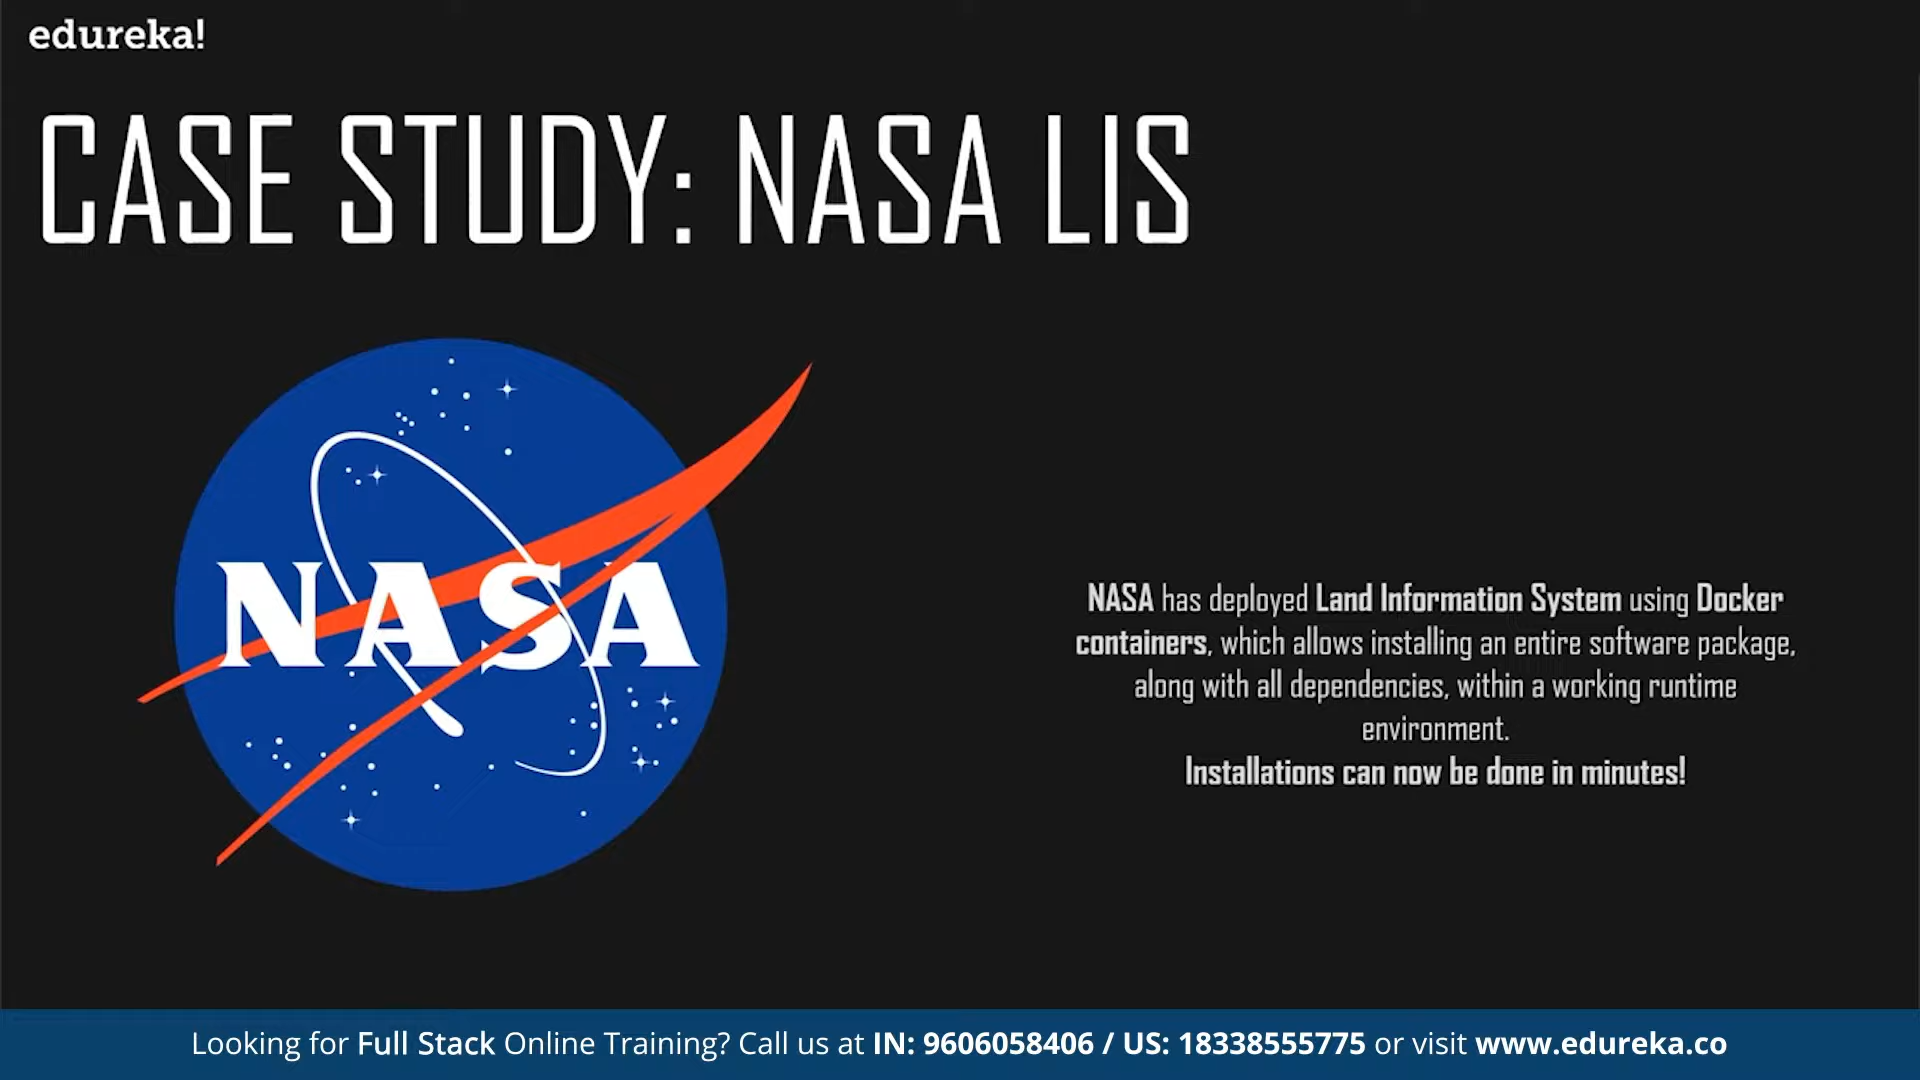 edureka!
CASE STUDY: NASA LIS
NASA
NASA has deployed Land Information System using Docker
containers, which allows installing an entire software package,
along with all dependencies, within a working runtime
environment.
Installations can now be done in minutes!
Looking for Full Stack Online Training? Call us at IN: 9606058406 / US: 18338555775 or visit www.edureka.co